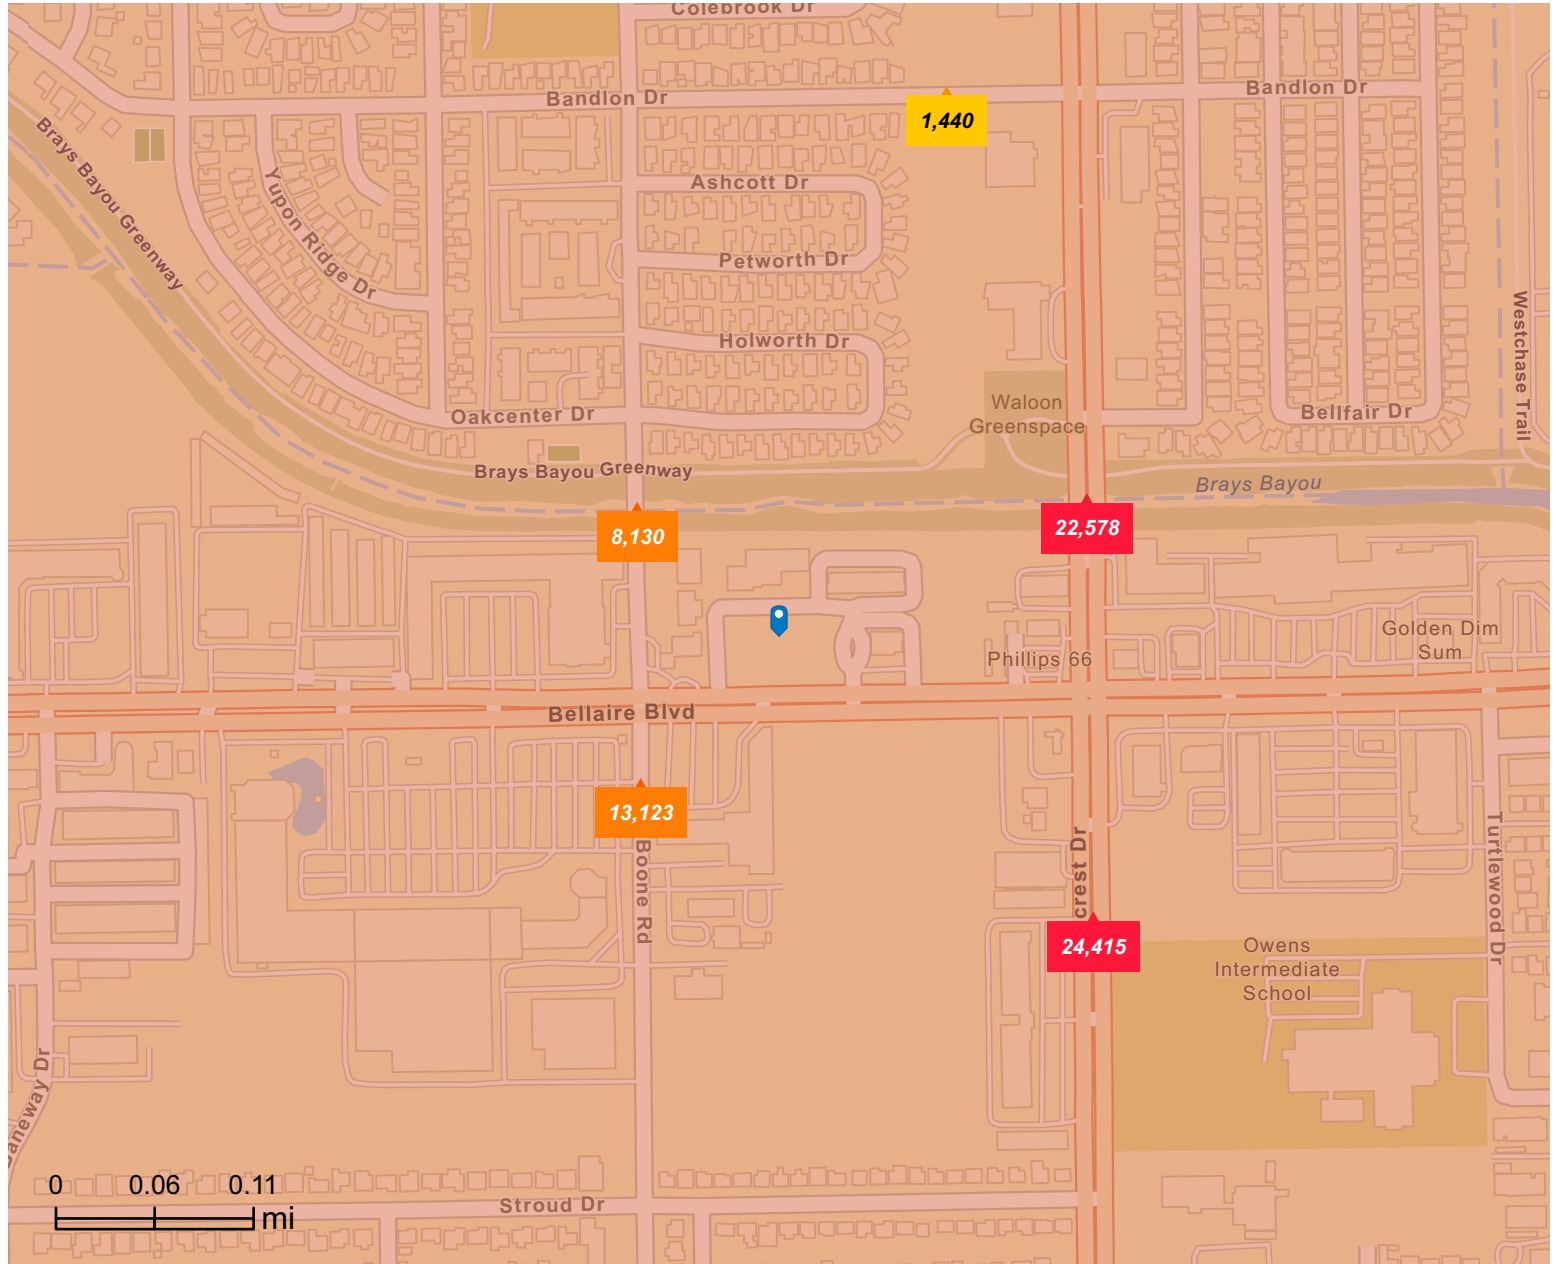 Colebrook Dr
Bandlon Dr
Bandlon Dr
1,440
Brays Bayou Greenway
Yupon Ridge Dr
Ashcott Dr
Petworth Dr
Holworth Dr
Westchase Trail
Waloon
Greenspace
Oakcenter Dr
Bellfair Dr
Brays Bayou Greenway
Brays Bayou
8,130
22,578
Golden Dim
Sum
Phillips 66
Bellaire Blvd
13,123
Boone Rd
crest Dr
Turtlewood Dr
24,415
Owens
Intermediate
School
Janeway Dr
0 0.06 0.11
mi
Stroud Dr